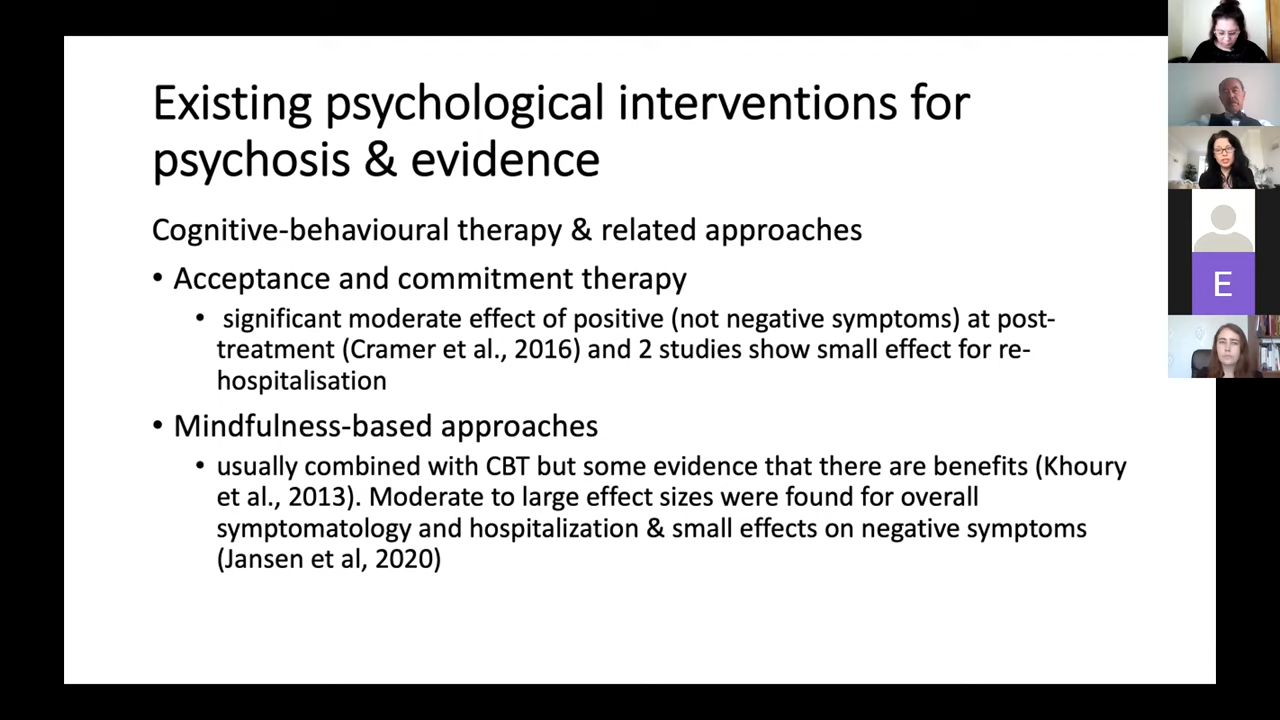 Existing psychological interventions for
psychosis & evidence
Cognitive-behavioural therapy & related approaches
• Acceptance and commitment therapy
• significant moderate effect of positive (not negative symptoms) at post-
treatment (Cramer et al., 2016) and 2 studies show small effect for re-
hospitalisation
• Mindfulness-based approaches
• usually combined with CBT but some evidence that there are benefits (Khoury
et al., 2013). Moderate to large effect sizes were found for overall
symptomatology and hospitalization & small effects on negative symptoms
(Jansen et al, 2020)
E